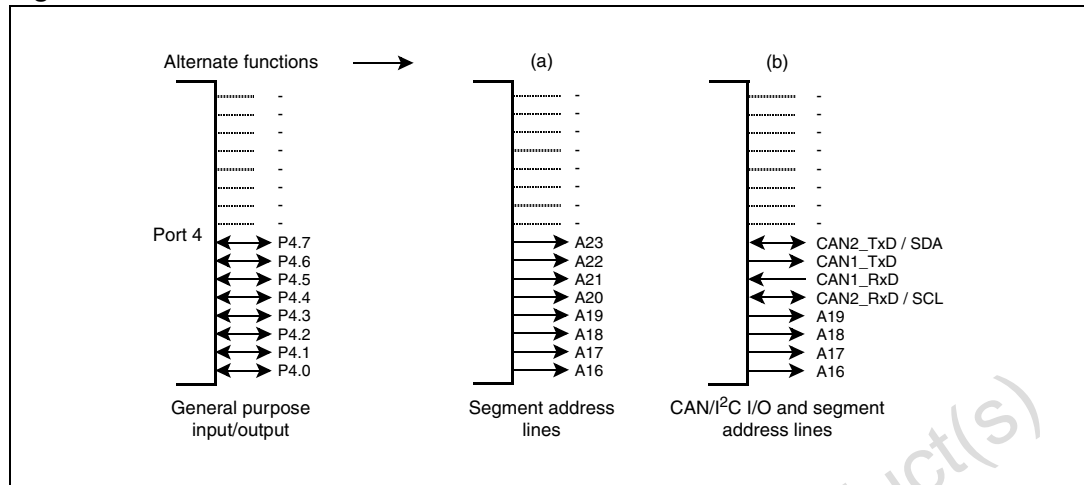 Alternate functions (a) (b)
-  -  -
-  -  -
-  -  -
-  -  -
-  -  -
-  -  -
-  -  -
-  -  -
Port 4
P4.7 A23 CAN2_TxD / SDA
P4.6 A22 CAN1_TxD
P4.5 A21 CAN1_RxD
P4.4 A20 CAN2_RxD / SCL
P4.3 A19 A19
P4.2 A18 A18
P4.1 A17 A17
P4.0 A16 A16
General purpose Segment address CAN/I²C I/O and segment
input/output lines address lines